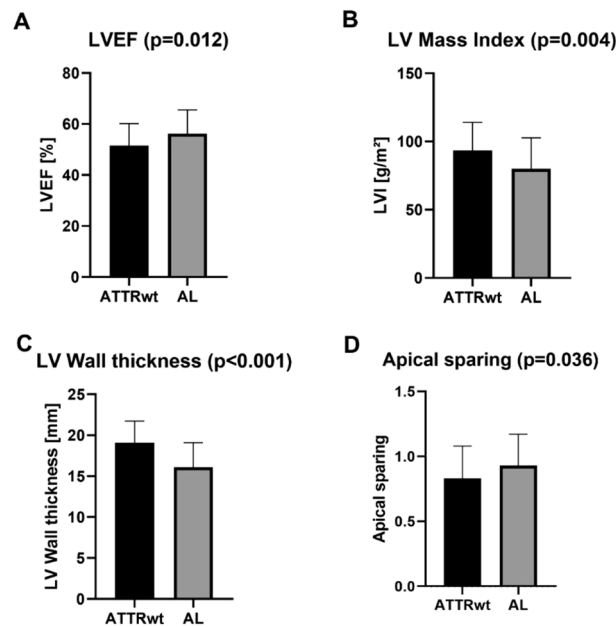 A
LVEF (p=0.012)
LVEF [%]
80
60
40
20
0
ATTRwt AL
B
LV Mass Index (p=0.004)
LVI [g/m²]
150
100
50
0
ATTRwt AL
C
LV Wall thickness (p<0.001)
LV Wall thickness [mm]
25
20
15
10
5
0
ATTRwt AL
D
Apical sparing (p=0.036)
Apical sparing
1.5
1.0
0.5
0.0
ATTRwt AL